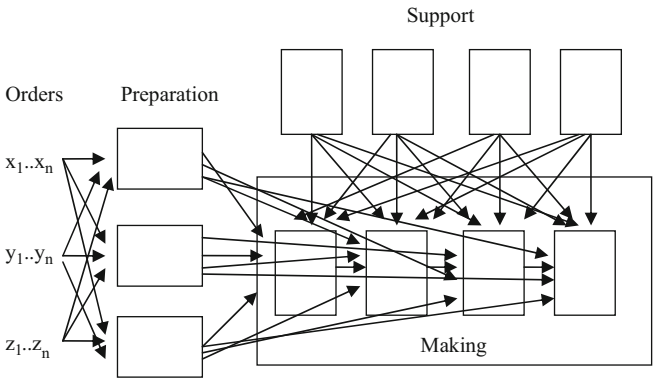 Support
Orders
Preparation
x₁..xₙ
y₁..yₙ
z₁..zₙ
Making